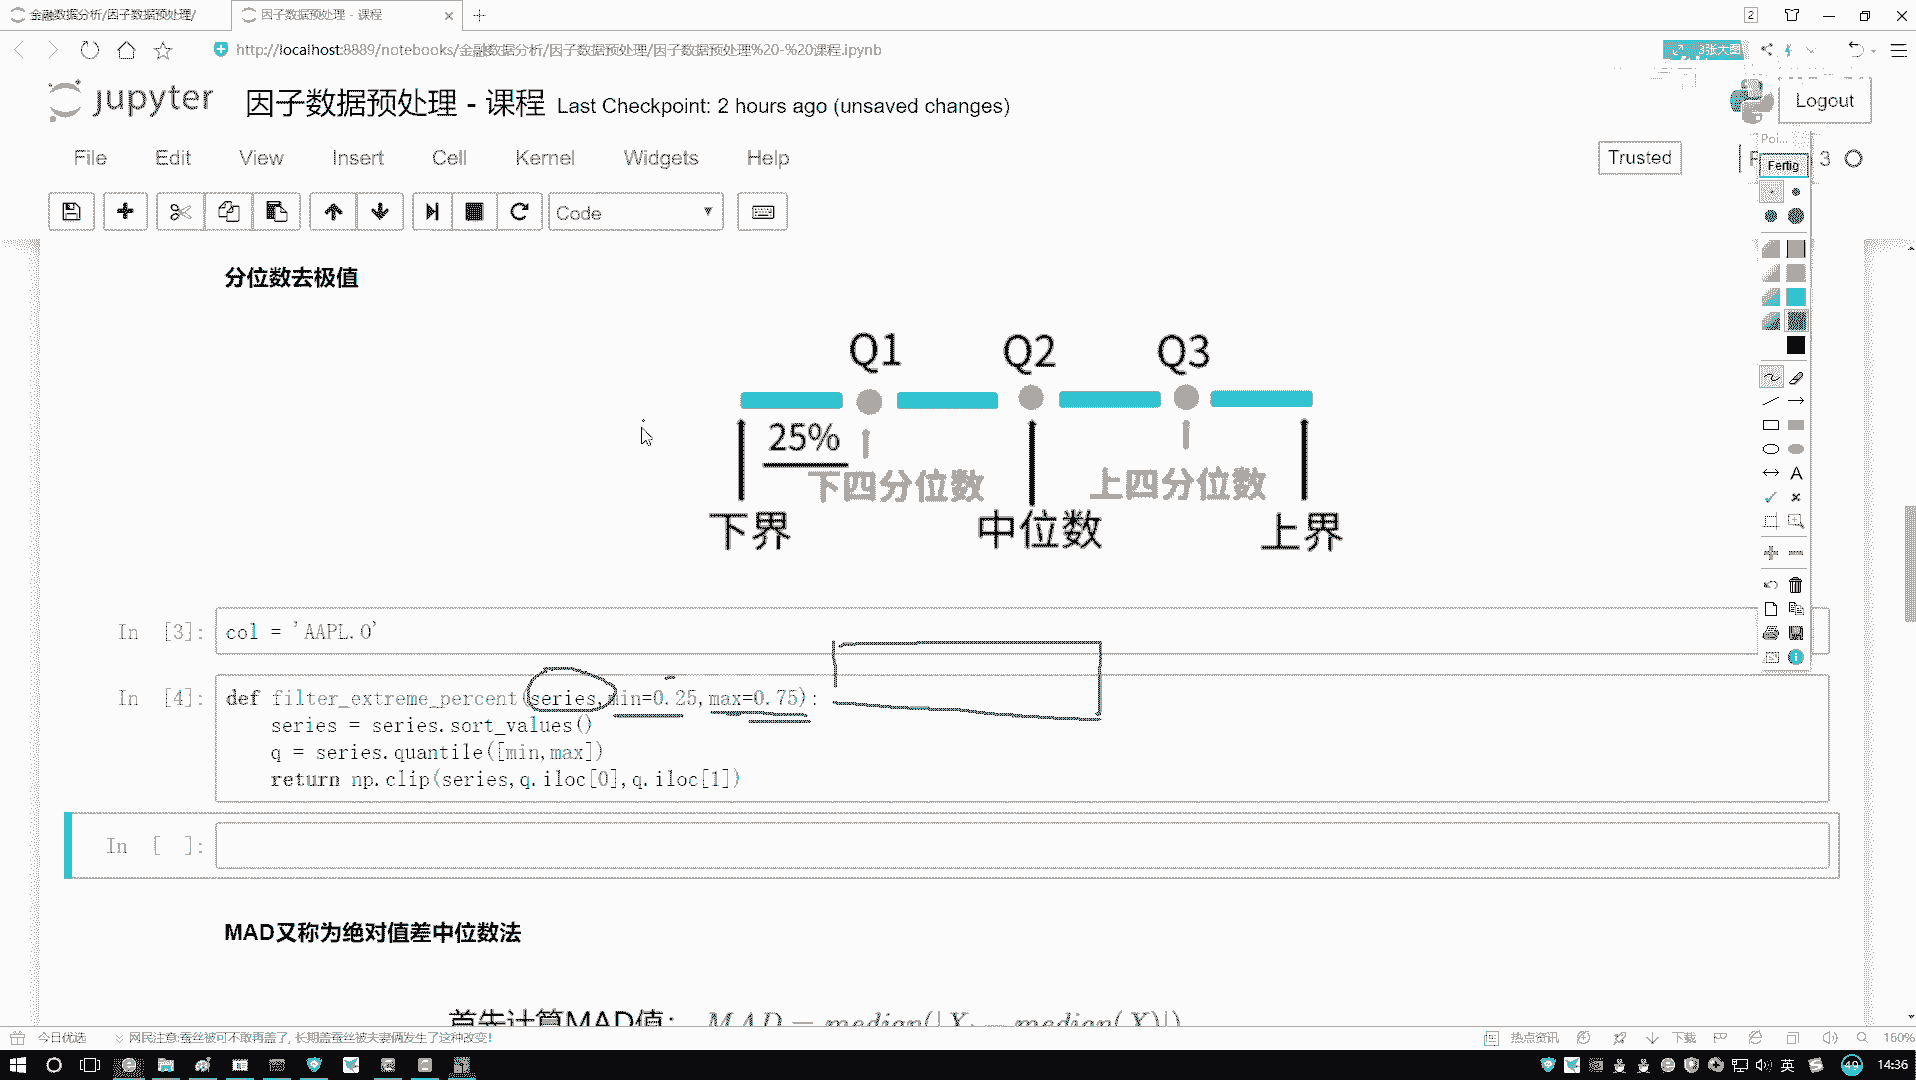 金融数据分析/因子数据预处理/
因子数据预处理 - 课程
2
http://localhost:8889/notebooks/金融数据分析/因子数据预处理/因子数据预处理%20-%20课程.ipynb
3张大图
jupyter
因子数据预处理 - 课程 Last Checkpoint: 2 hours ago (unsaved changes)
Logout
Poi...
File Edit View Insert Cell Kernel Widgets Help
Trusted
3
Fertig
Code
分位数去极值
Q1 Q2 Q3
25%
下四分位数 上四分位数
下界 中位数 上界
In [3]: col = 'AAPL.O'
In [4]: def filter_extreme_percent(series,min=0.25,max=0.75):
series = series.sort_values()
q = series.quantile([min,max])
return np.clip(series,q.iloc[0],q.iloc[1])
In [ ]:
MAD又称为绝对值差中位数法
首先计算MAD值: MAD = median(|X_i − median(X)|)
今日优选 网民注意:蚕丝被可不敢再盖了, 长期盖蚕丝被夫妻俩发生了这种改变!
热点资讯 下载 160%
英 49 14:36